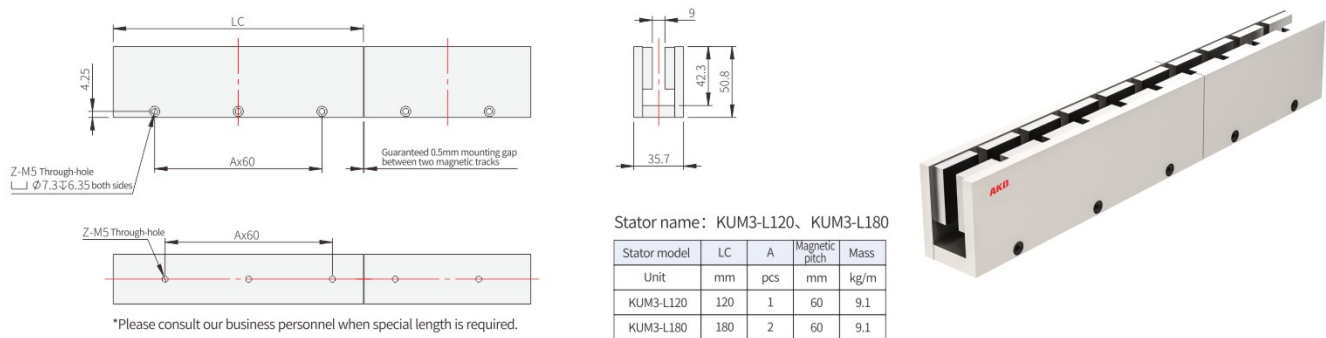 LC
4.25
Ax60
Z-M5 Through-hole
⌴ Φ7.3↧6.35 both sides
Guaranteed 0.5mm mounting gap
between two magnetic tracks
Z-M5 Through-hole
Ax60
*Please consult our business personnel when special length is required.
9
42.3
50.8
35.7
Stator name：KUM3-L120、KUM3-L180
Stator model LC A Magnetic pitch Mass
Unit mm pcs mm kg/m
KUM3-L120 120 1 60 9.1
KUM3-L180 180 2 60 9.1
AKD